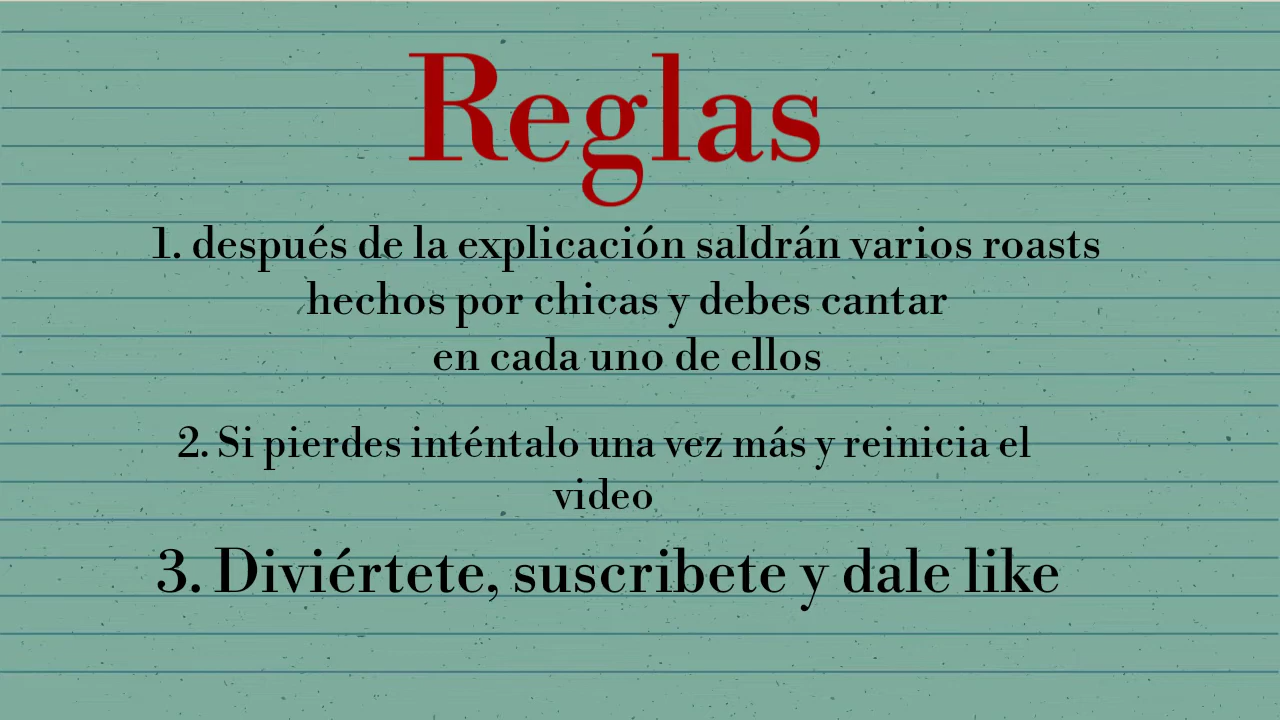 Reglas
1. después de la explicación saldrán varios roasts
hechos por chicas y debes cantar
en cada uno de ellos
2. Si pierdes inténtalo una vez más y reinicia el
video
3. Diviértete, suscribete y dale like